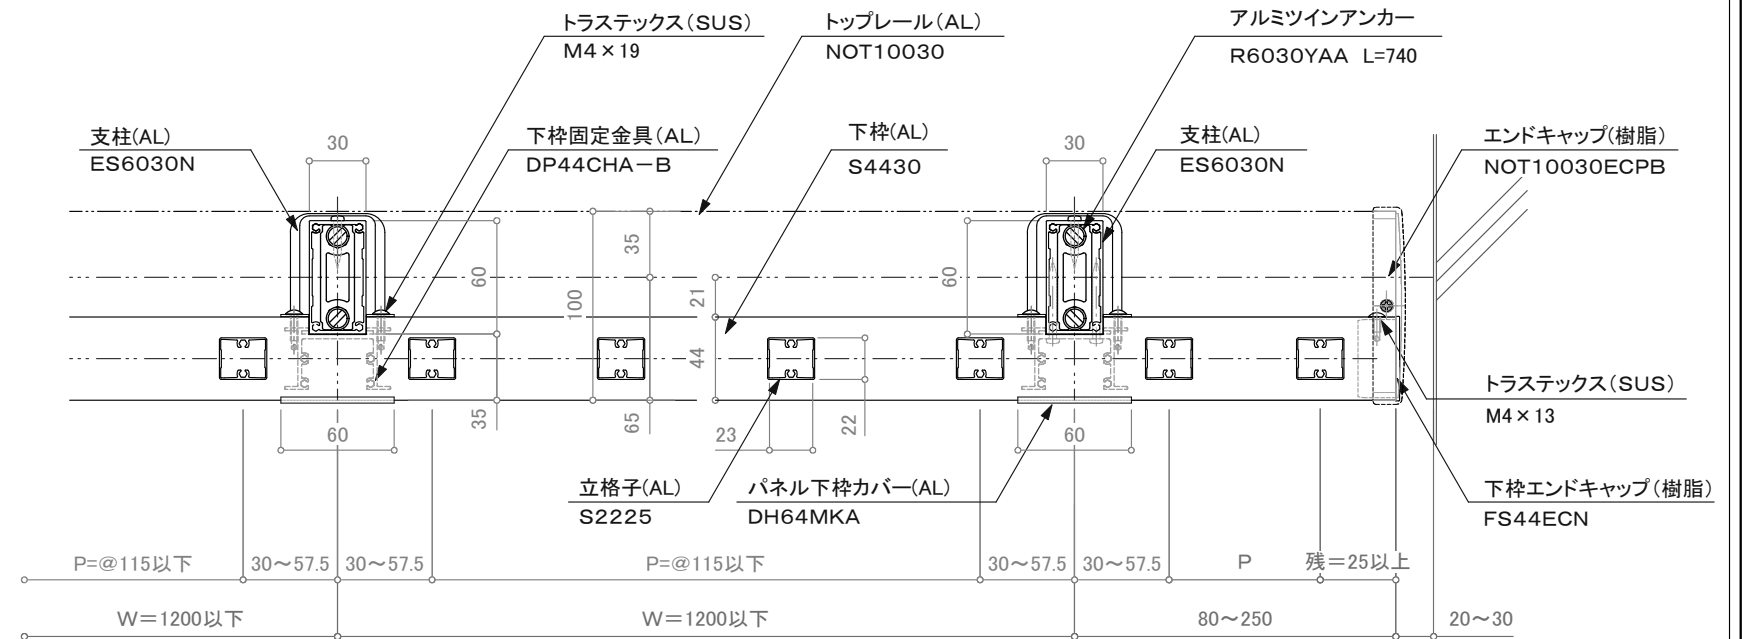 トラステックス（SUS）
M4×19
トップレール（AL）
NOT10030
アルミツインアンカー
R6030YAA L=740
支柱(AL)
ES6030N
30
下枠固定金具（AL）
DP44CHA－B
下枠(AL)
S4430
30
支柱(AL)
ES6030N
エンドキャップ(樹脂)
NOT10030ECPB
60
35
100
35
65
21
44
60
60
23
22
60
トラステックス（SUS）
M4×13
立格子(AL)
S2225
パネル下枠カバー(AL)
DH64MKA
下枠エンドキャップ（樹脂）
FS44ECN
P=@115以下
30～57.5
30～57.5
P=@115以下
30～57.5
30～57.5
P
残＝25以上
W＝1200以下
W＝1200以下
80～250
20～30